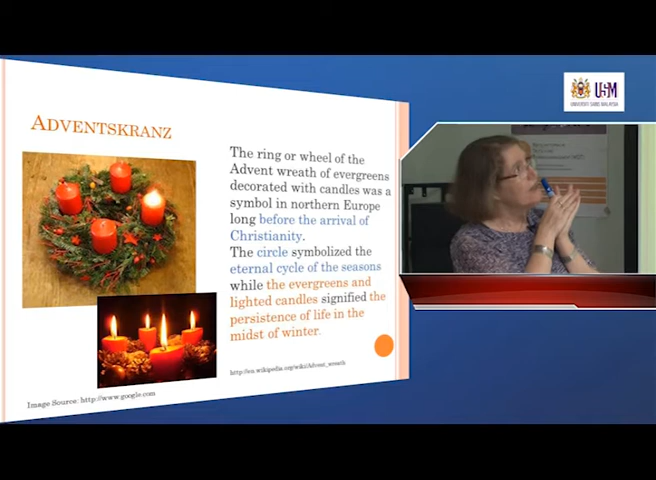 ADVENTSKRANZ
The ring or wheel of the
Advent wreath of evergreens
decorated with candles was a
symbol in northern Europe
long before the arrival of
Christianity.
The circle symbolized the
eternal cycle of the seasons
while the evergreens and
lighted candles signified the
persistence of life in the
midst of winter.
http://en.wikipedia.org/wiki/Advent_wreath
Image Source: http://www.google.com
USM
UNIVERSITI SAINS MALAYSIA